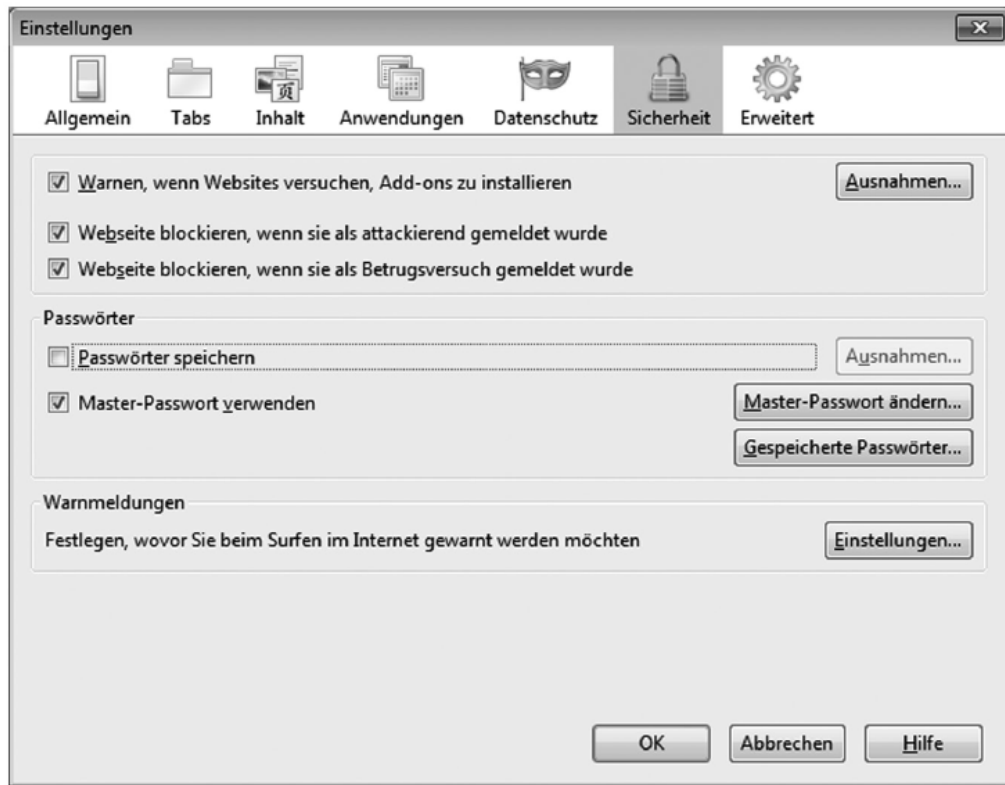 Einstellungen
Allgemein Tabs Inhalt Anwendungen Datenschutz Sicherheit Erweitert
Warnen, wenn Websites versuchen, Add-ons zu installieren Ausnahmen...
Webseite blockieren, wenn sie als attackierend gemeldet wurde
Webseite blockieren, wenn sie als Betrugsversuch gemeldet wurde
Passwörter
Passwörter speichern Ausnahmen...
Master-Passwort verwenden Master-Passwort ändern...
Gespeicherte Passwörter...
Warnmeldungen
Festlegen, wovor Sie beim Surfen im Internet gewarnt werden möchten Einstellungen...
OK Abbrechen Hilfe